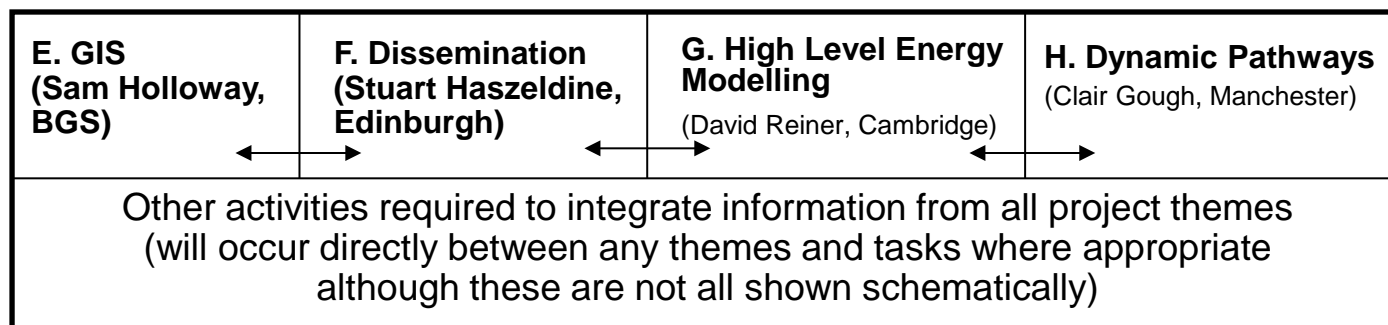 E. GIS
(Sam Holloway,
BGS)
F. Dissemination
(Stuart Haszeldine,
Edinburgh)
G. High Level Energy
Modelling
(David Reiner, Cambridge)
H. Dynamic Pathways
(Clair Gough, Manchester)
Other activities required to integrate information from all project themes
(will occur directly between any themes and tasks where appropriate
although these are not all shown schematically)